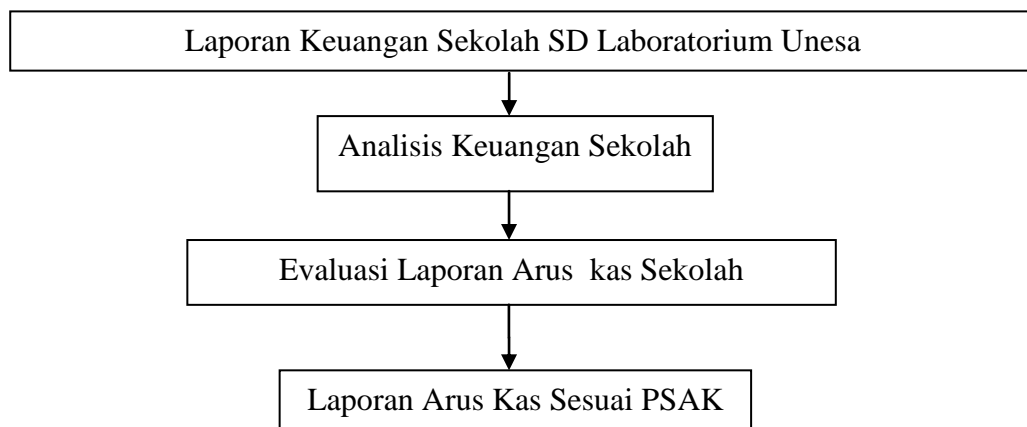 Laporan Keuangan Sekolah SD Laboratorium Unesa
Analisis Keuangan Sekolah
Evaluasi Laporan Arus  kas Sekolah
Laporan Arus Kas Sesuai PSAK